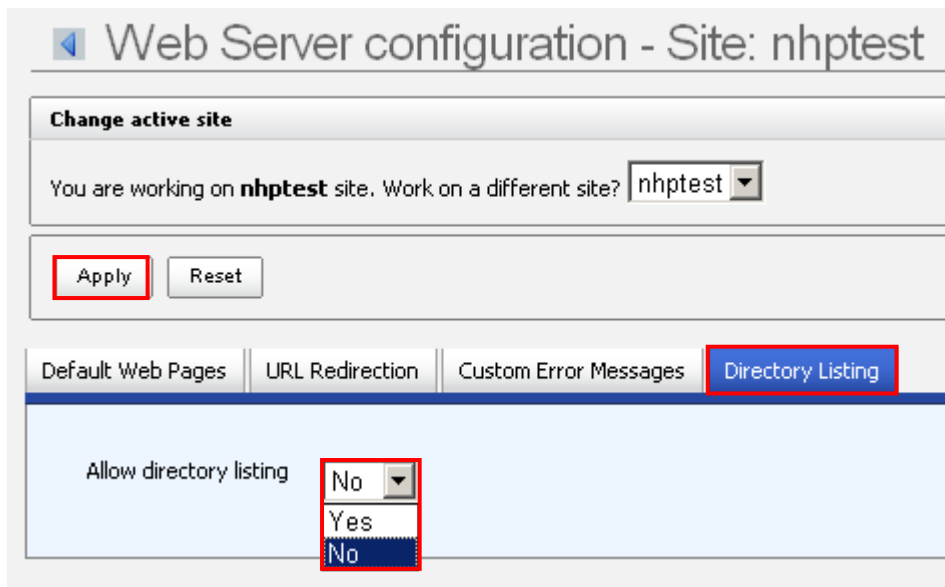 Web Server configuration - Site: nhptest
Change active site
You are working on nhptest site. Work on a different site? nhptest
Apply Reset
Default Web Pages URL Redirection Custom Error Messages Directory Listing
Allow directory listing No
Yes
No